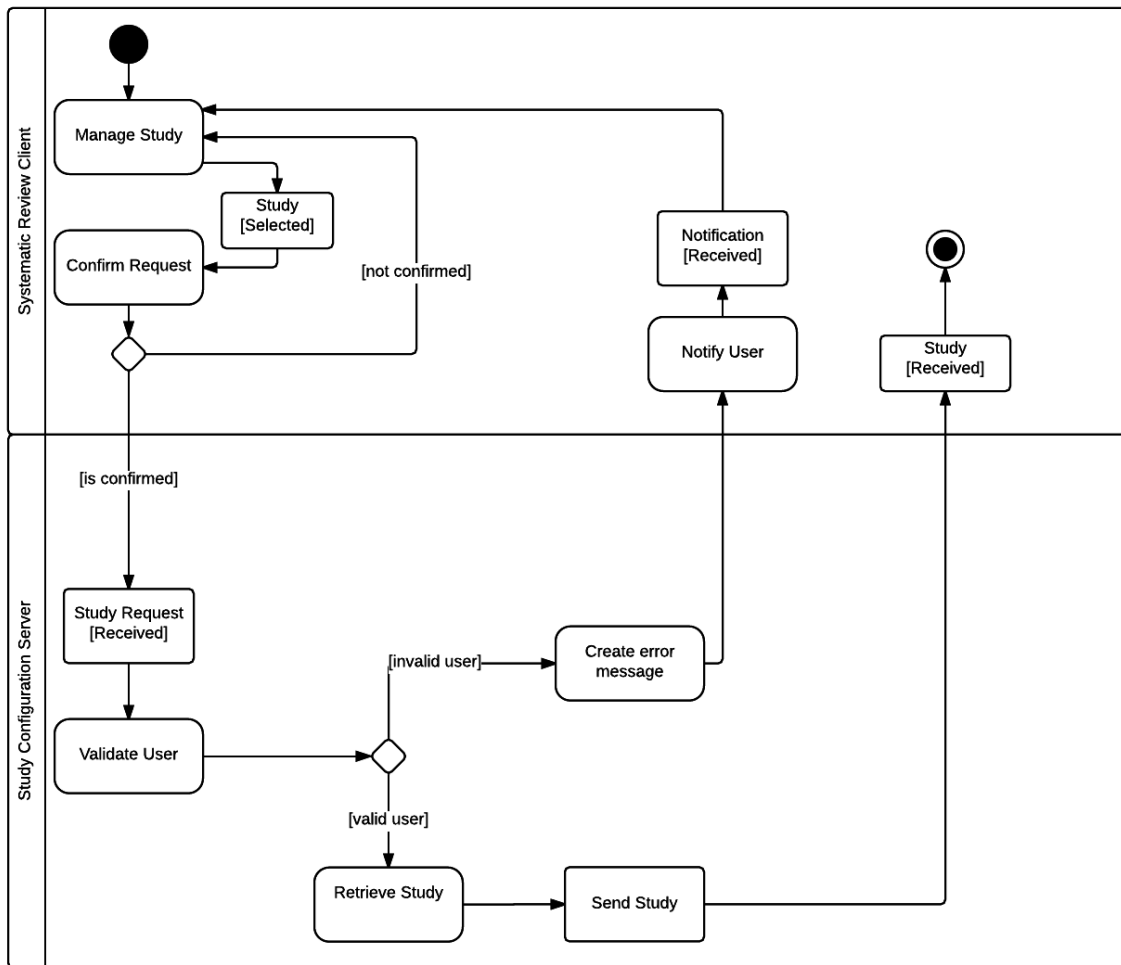 Systematic Review Client
Manage Study
Study
[Selected]
Confirm Request
[not confirmed]
Notification
[Received]
Notify User
Study
[Received]
Study Configuration Server
[is confirmed]
Study Request
[Received]
Validate User
[invalid user]
Create error
message
[valid user]
Retrieve Study
Send Study